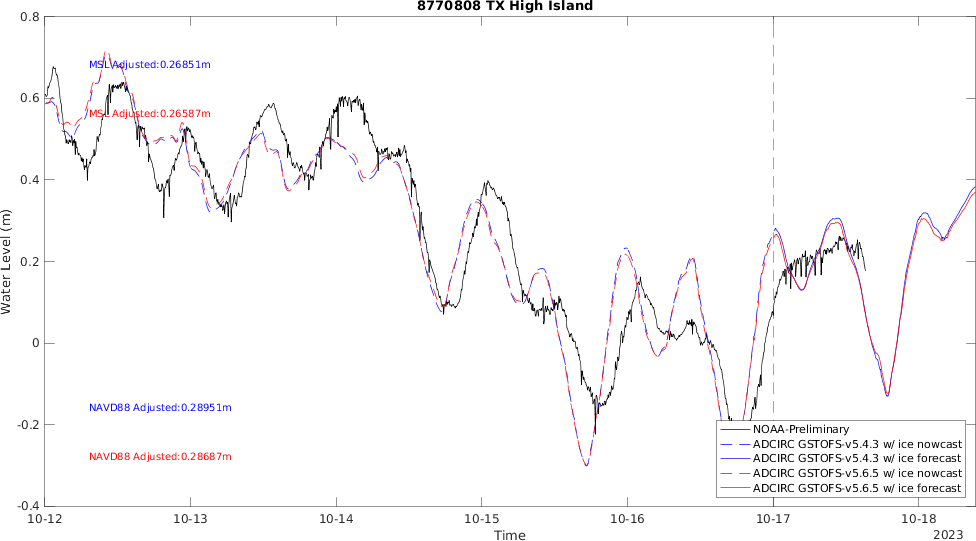 8770808 TX High Island
0.8
0.6
0.4
0.2
0
-0.2
-0.4
Water Level (m)
MSL Adjusted:0.26851m
MSL Adjusted:0.26587m
NAVD88 Adjusted:0.28951m
NAVD88 Adjusted:0.28687m
NOAA-Preliminary
ADCIRC GSTOFS-v5.4.3 w/ ice nowcast
ADCIRC GSTOFS-v5.4.3 w/ ice forecast
ADCIRC GSTOFS-v5.6.5 w/ ice nowcast
ADCIRC GSTOFS-v5.6.5 w/ ice forecast
10-12 10-13 10-14 10-15 10-16 10-17 10-18
Time
2023